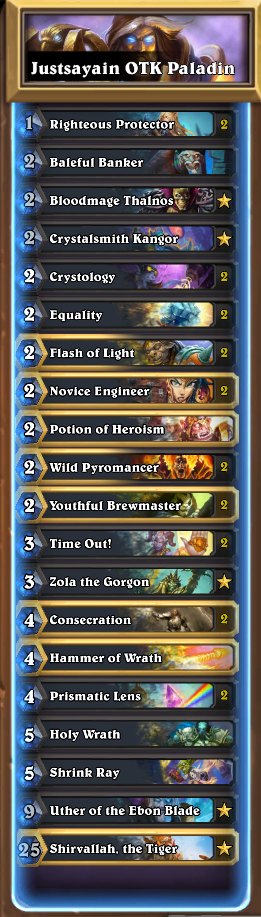 Justsayain OTK Paladin
1 Righteous Protector 2
2 Baleful Banker
2 Bloodmage Thalnos
2 Crystalsmith Kangor
2 Crystology 2
2 Equality 2
2 Flash of Light 2
2 Novice Engineer 2
2 Potion of Heroism 2
2 Wild Pyromancer 2
2 Youthful Brewmaster 2
3 Time Out! 2
3 Zola the Gorgon
4 Consecration 2
4 Hammer of Wrath
4 Prismatic Lens 2
5 Holy Wrath
5 Shrink Ray
9 Uther of the Ebon Blade
25 Shirvallah, the Tiger